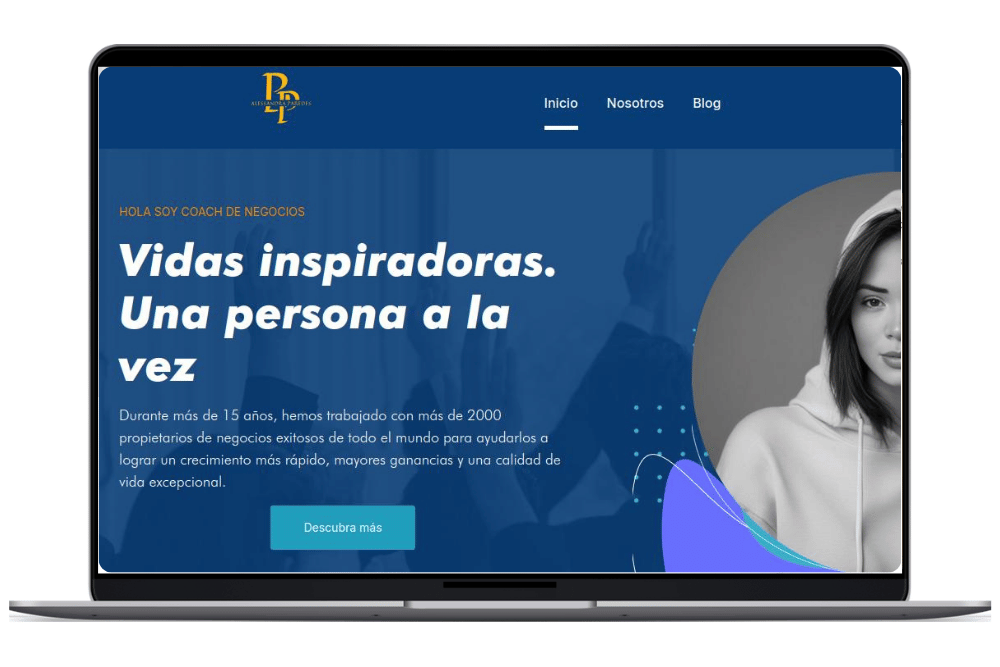 ALESSANDRA PAREDES
Inicio
Nosotros
Blog
HOLA SOY COACH DE NEGOCIOS
Vidas inspiradoras.
Una persona a la
vez
Durante más de 15 años, hemos trabajado con más de 2000
propietarios de negocios exitosos de todo el mundo para ayudarlos a
lograr un crecimiento más rápido, mayores ganancias y una calidad de
vida excepcional.
Descubra más